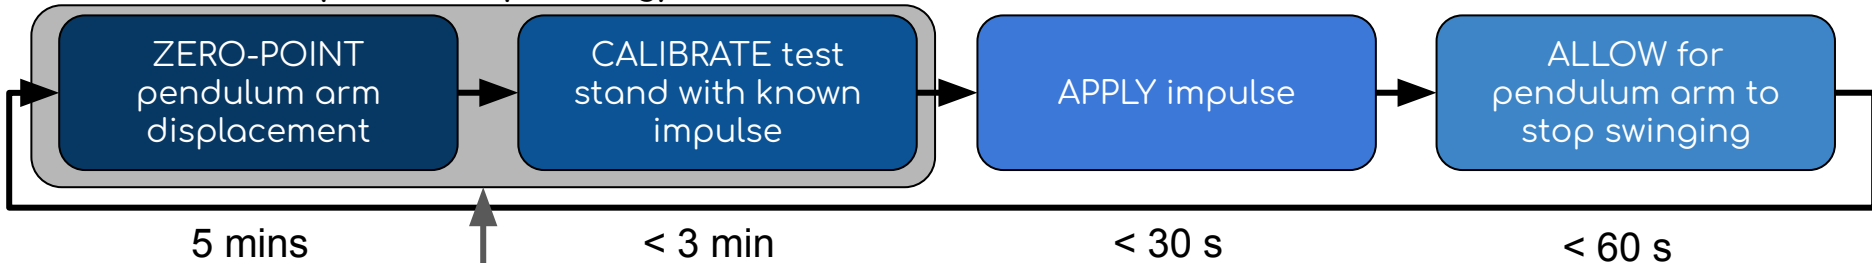 ZERO-POINT
pendulum arm
displacement
CALIBRATE test
stand with known
impulse
APPLY impulse
ALLOW for
pendulum arm to
stop swinging
5 mins
< 3 min
< 30 s
< 60 s